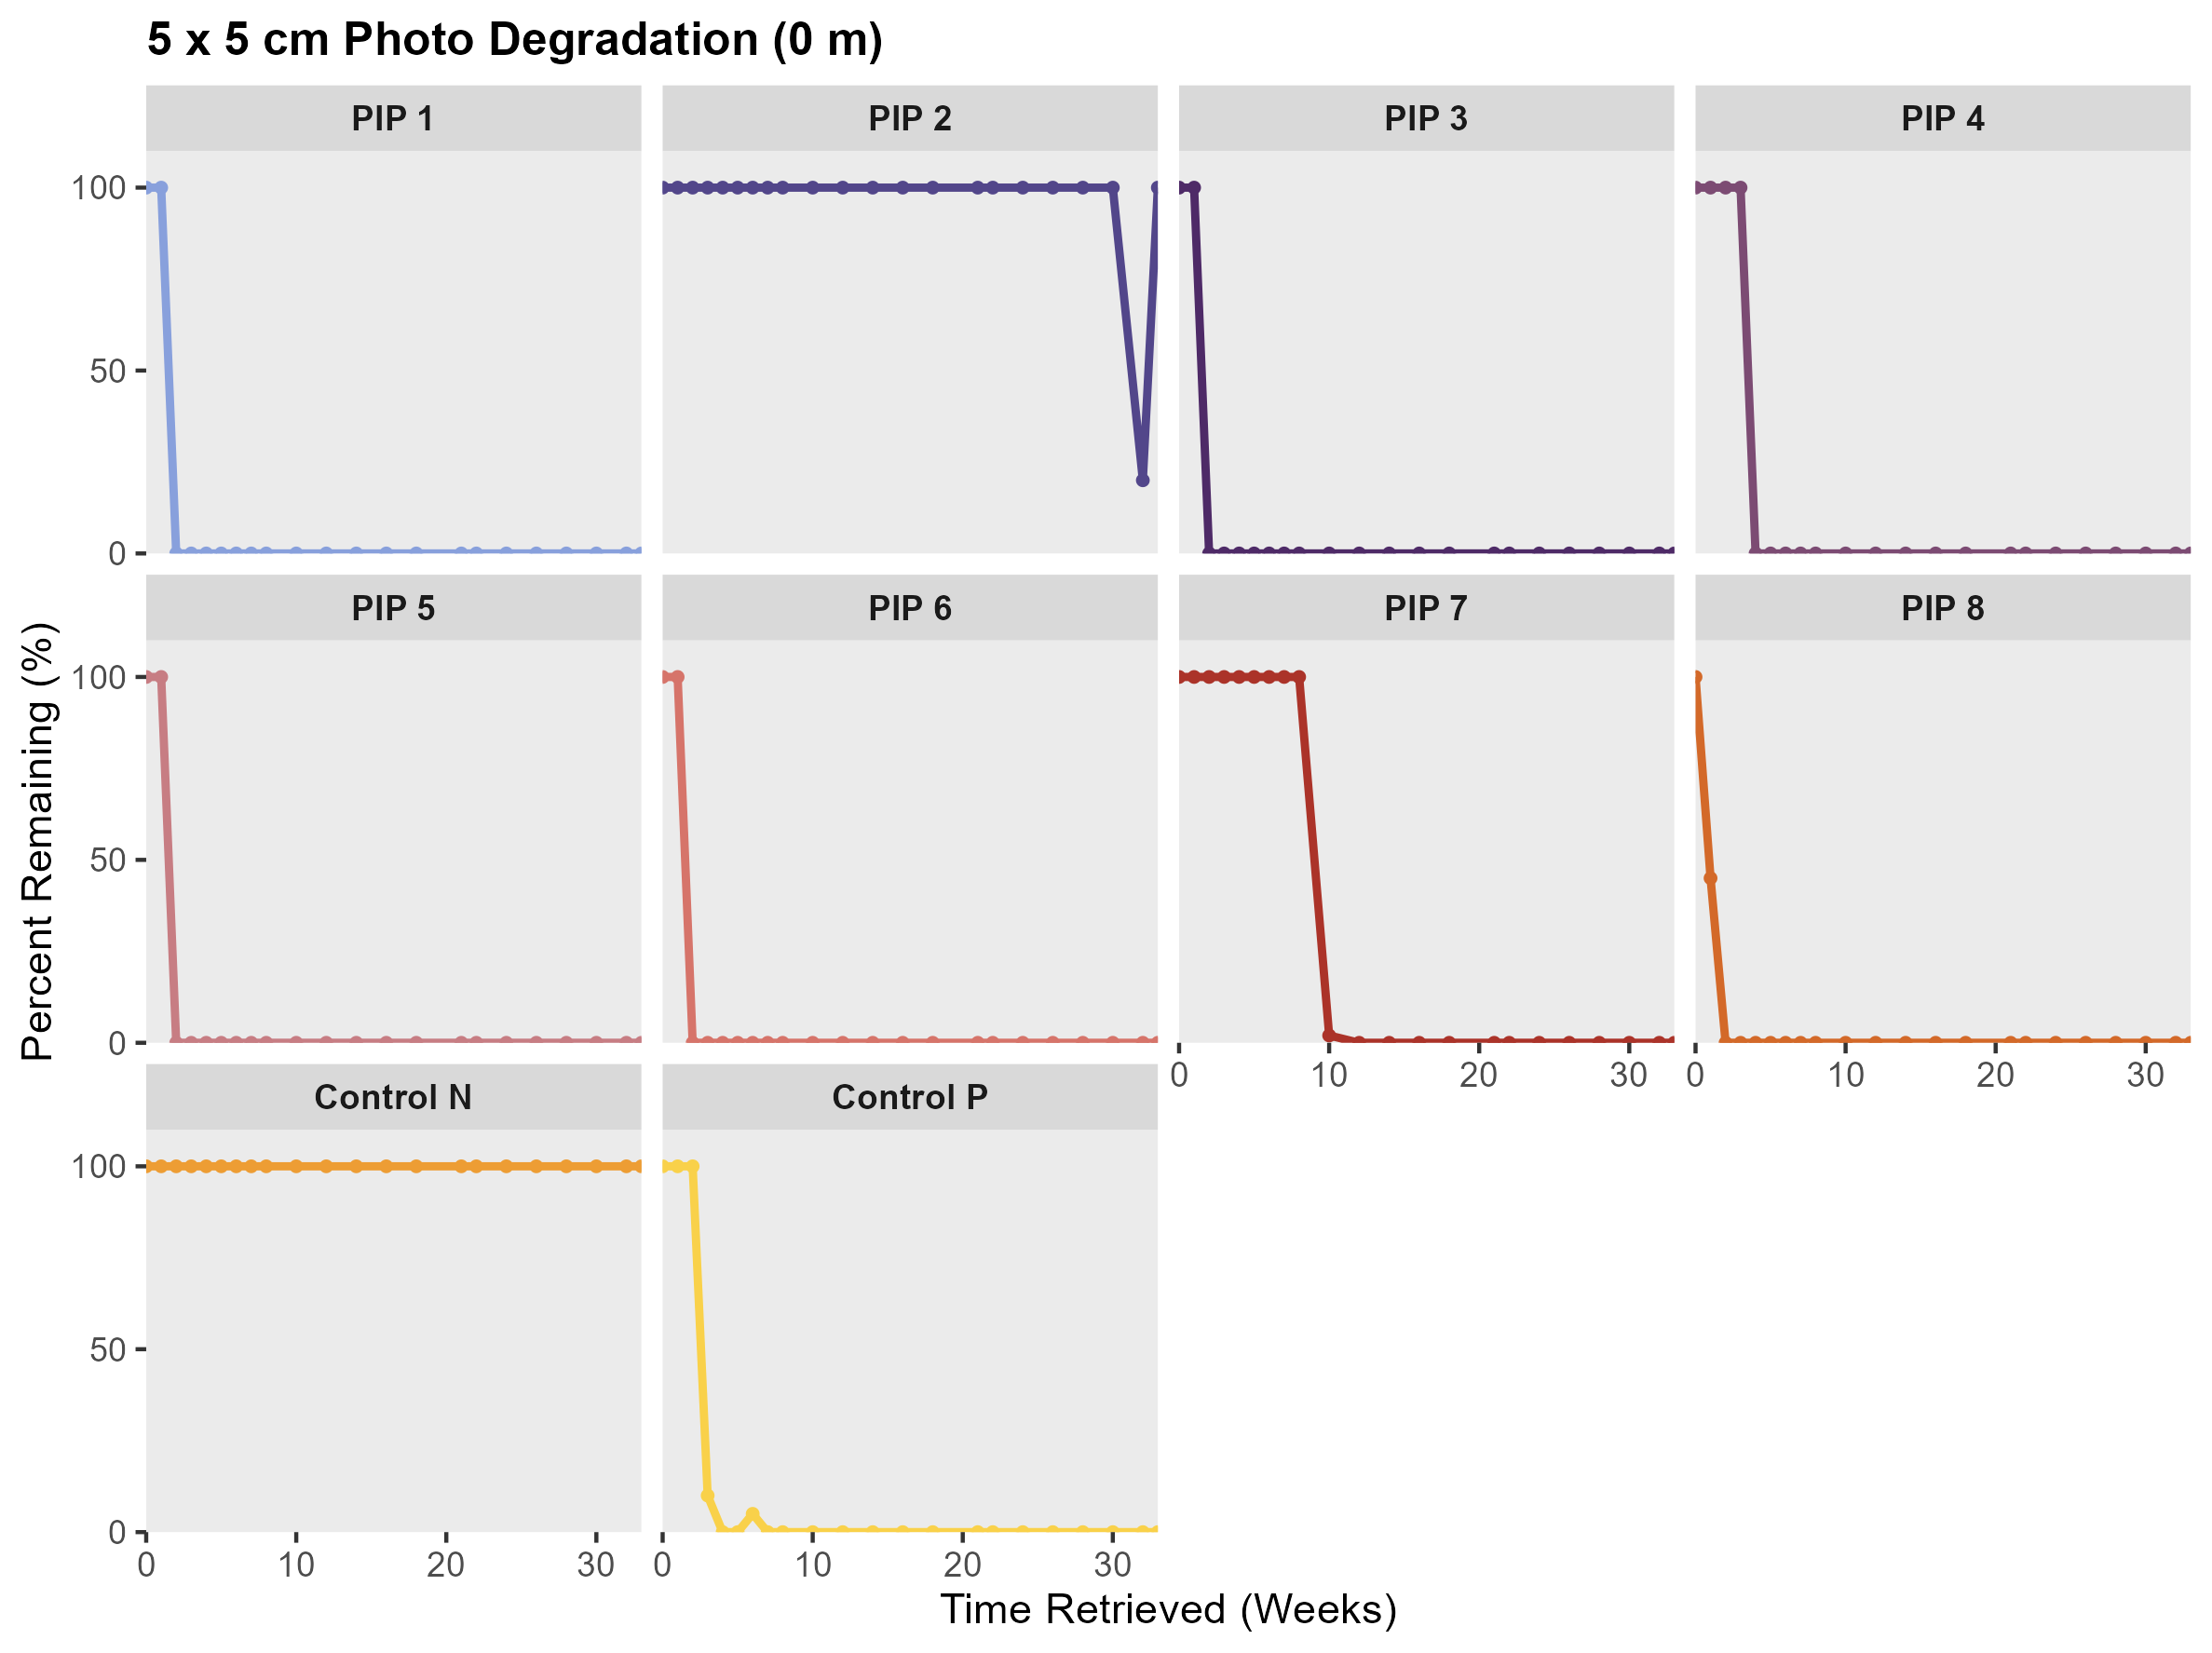 5 x 5 cm Photo Degradation (0 m)
PIP 1
PIP 2
PIP 3
PIP 4
100
50
0
PIP 5
PIP 6
PIP 7
PIP 8
100
50
0
0 10 20 30
0 10 20 30
Control N
Control P
100
50
0
0 10 20 30
0 10 20 30
Percent Remaining (%)
Time Retrieved (Weeks)